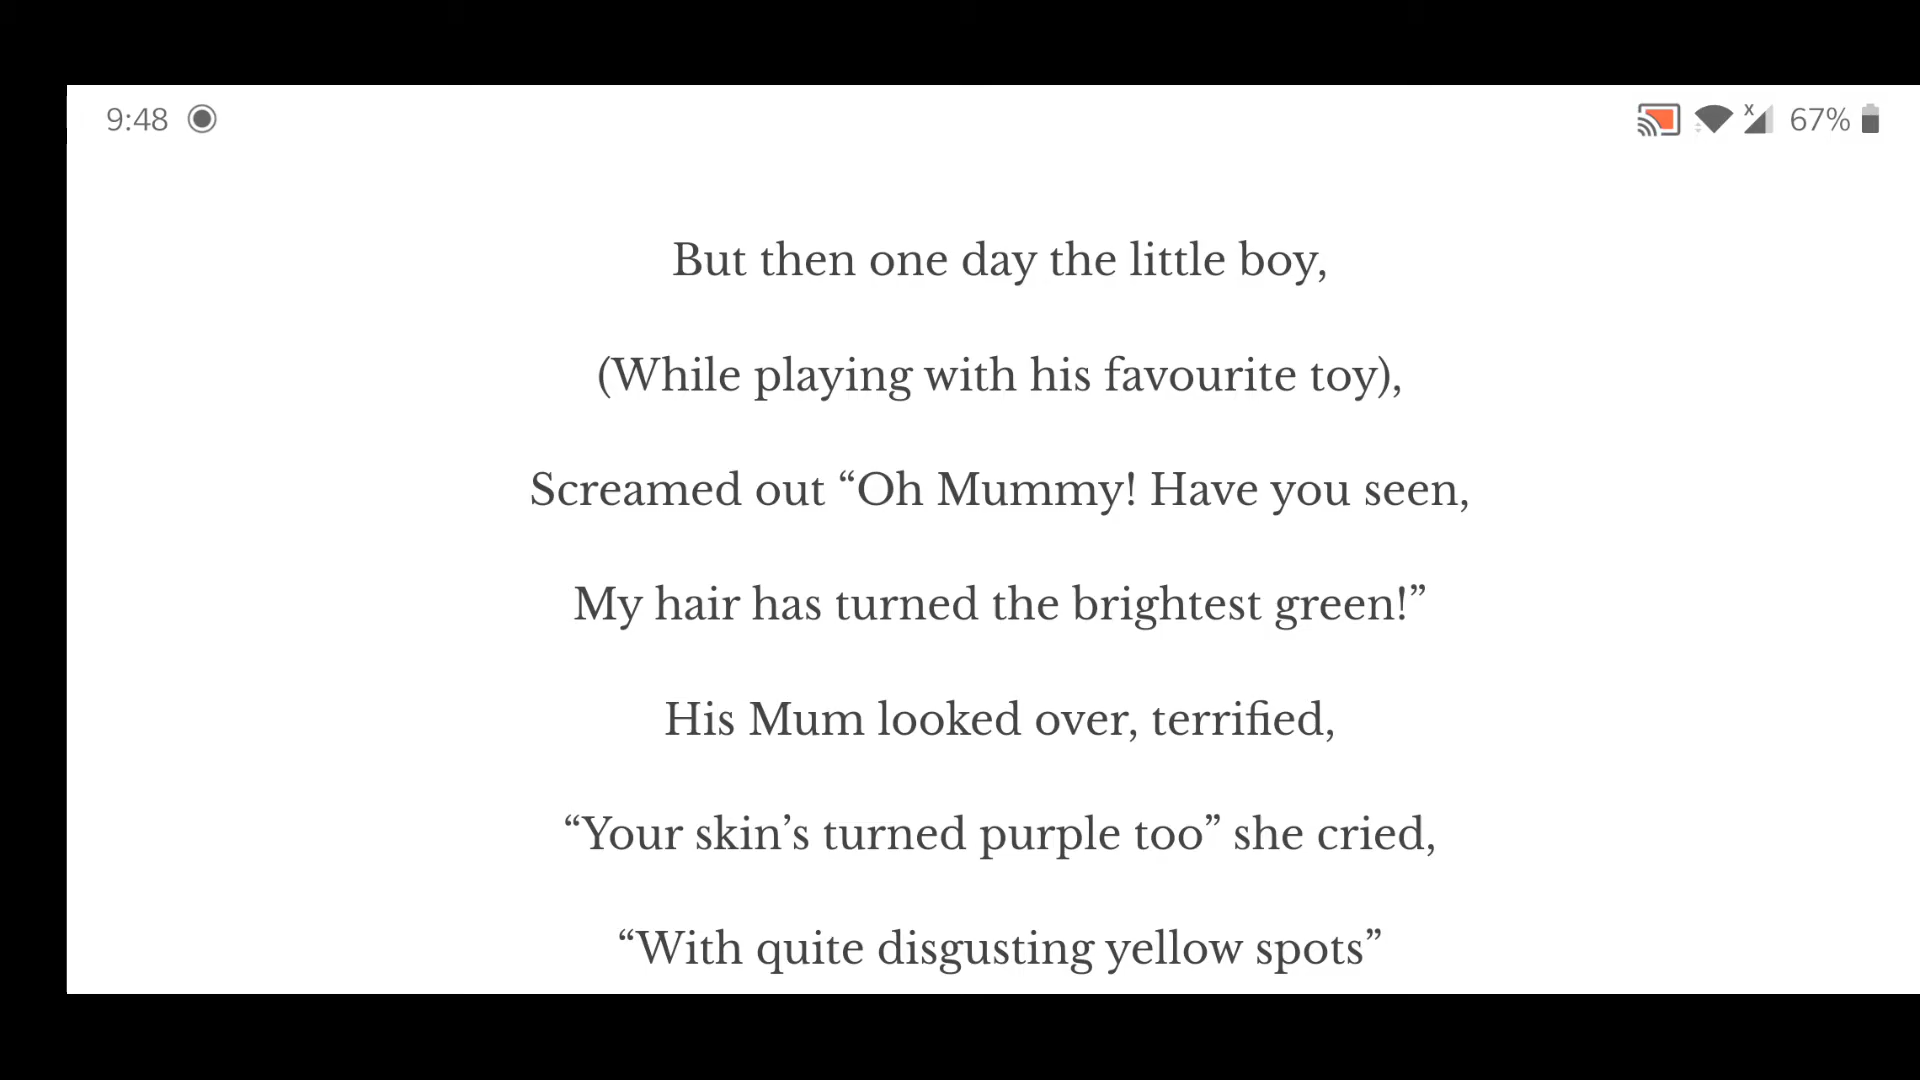 9:48
67%
But then one day the little boy,
(While playing with his favourite toy),
Screamed out “Oh Mummy! Have you seen,
My hair has turned the brightest green!”
His Mum looked over, terrified,
“Your skin’s turned purple too” she cried,
“With quite disgusting yellow spots”